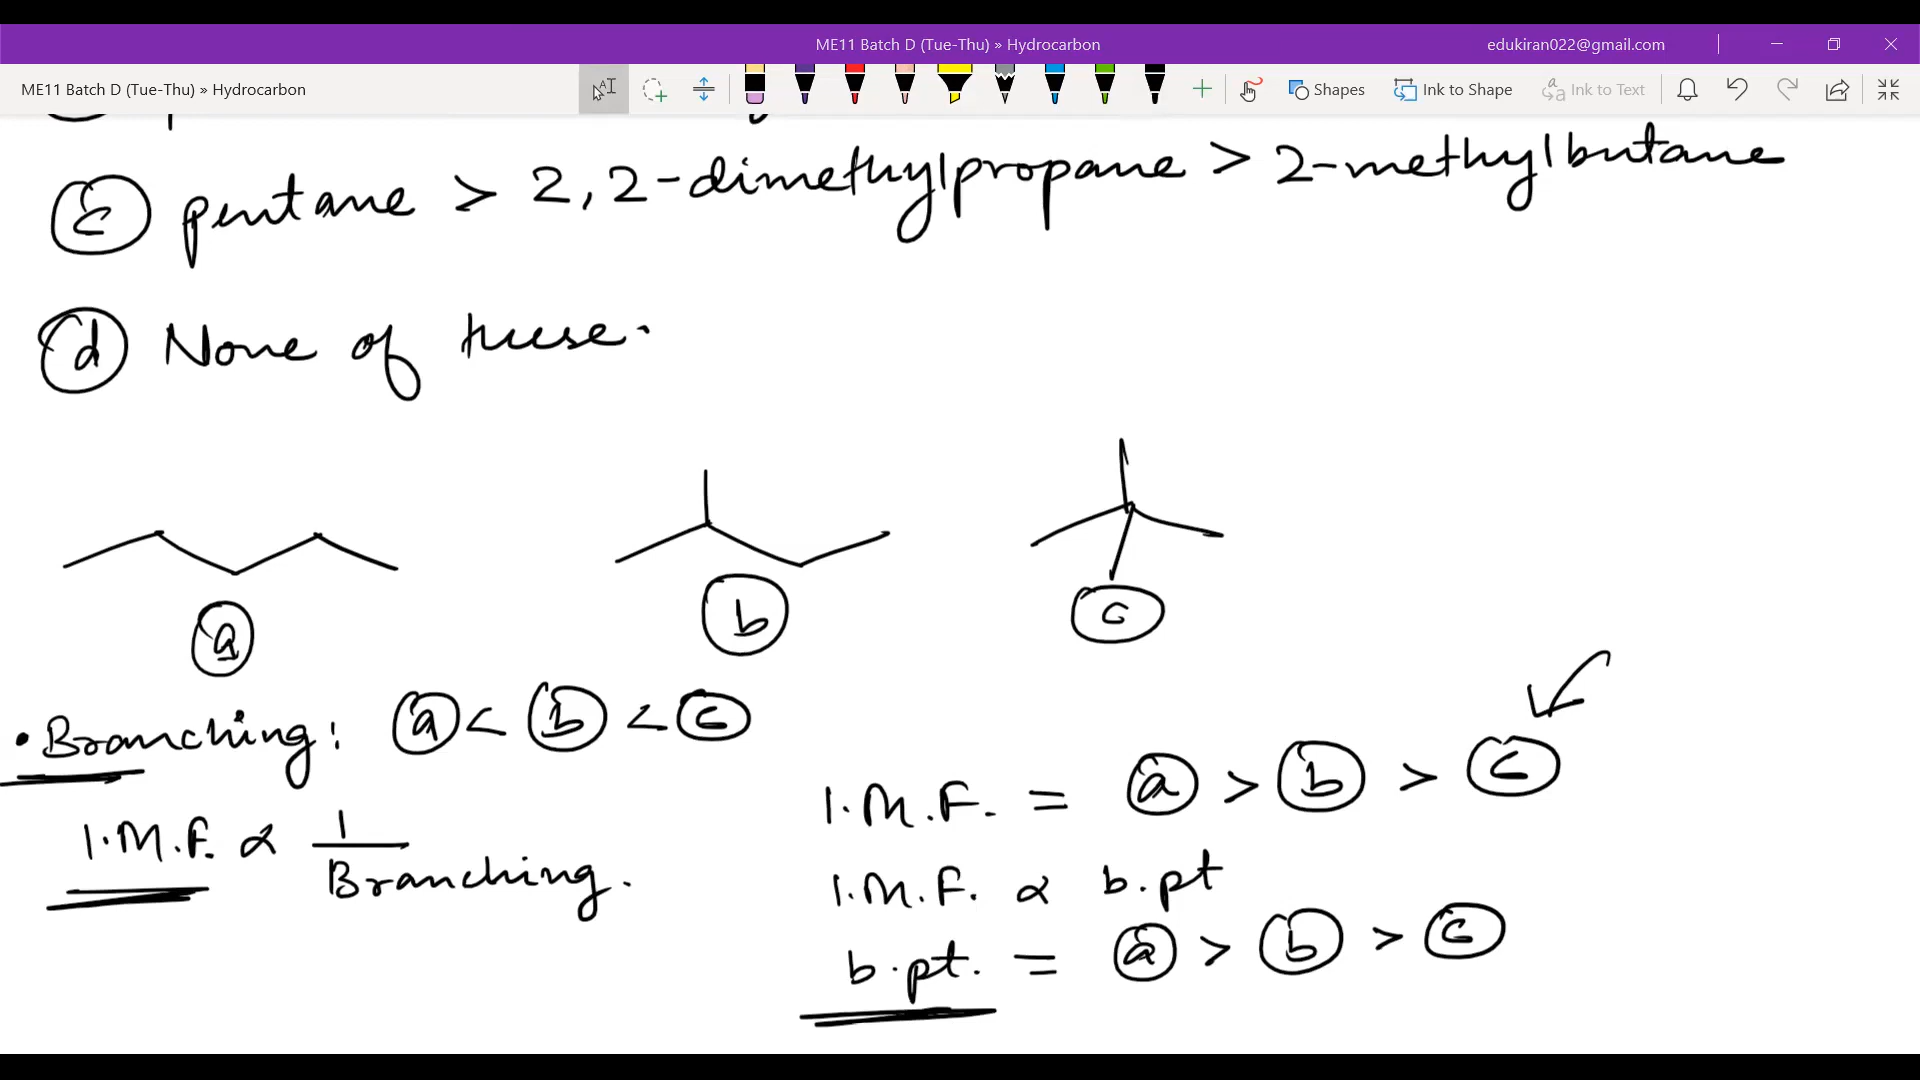 ME11 Batch D (Tue-Thu) » Hydrocarbon
edukiran022@gmail.com
ME11 Batch D (Tue-Thu) » Hydrocarbon
Shapes
Ink to Shape
Ink to Text
(c) pentane > 2,2-dimethylpropane > 2-methylbutane
(d) None of these.
(a) (b) (c)
• Branching: (a) < (b) < (c)
I.M.F. ∝ 1/Branching.
I.M.F. = (a) > (b) > (c)
I.M.F. ∝ b.pt
b.pt. = (a) > (b) > (c)